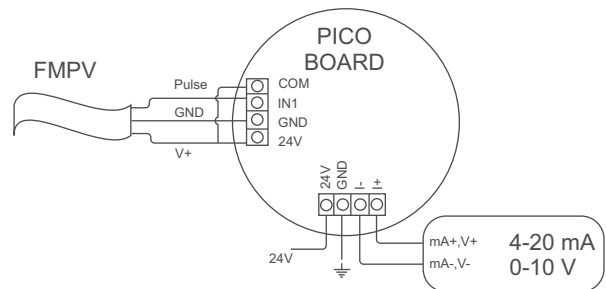 PICO
BOARD
FMPV
Pulse
GND
V+
COM
IN1
GND
24V
24V
GND
I-
I+
24V
mA+,V+
mA-,V-
4-20 mA
0-10 V